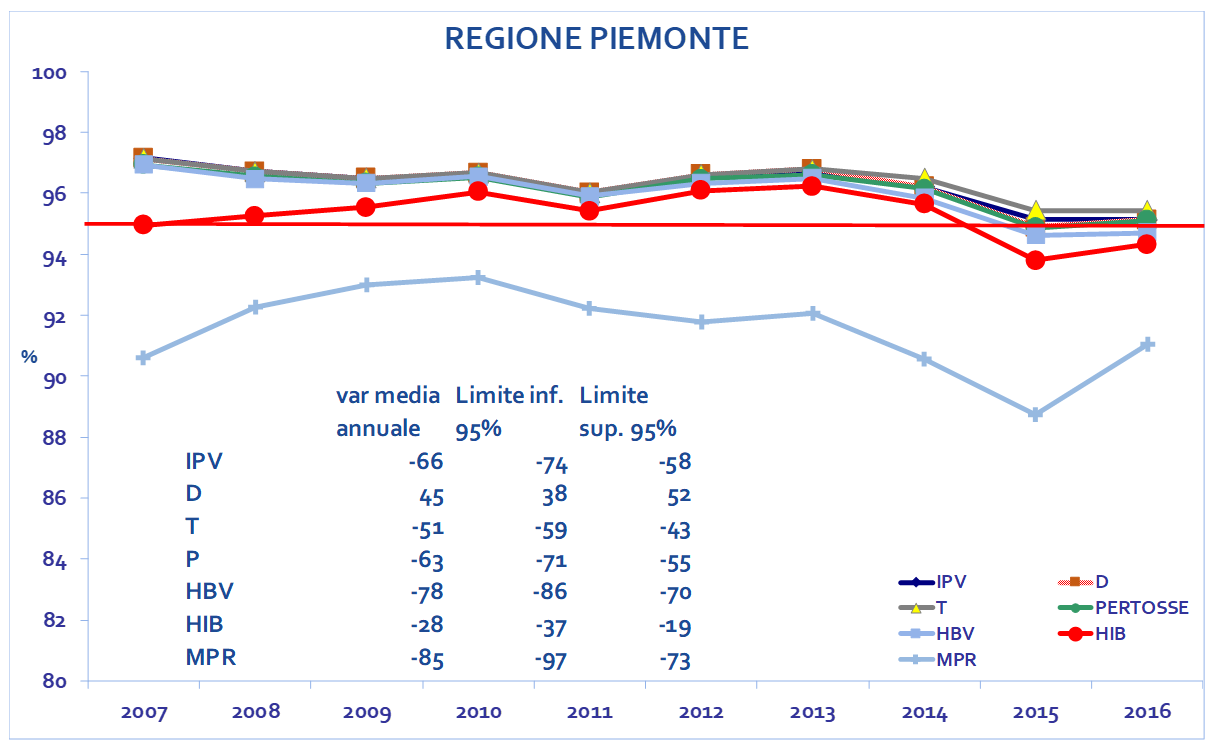 REGIONE PIEMONTE
100
98
96
94
92
%
90
var media Limite inf. Limite
annuale 95% sup. 95%
88
IPV -66 -74 -58
86
D 45 38 52
T -51 -59 -43
84
P -63 -71 -55
IPV D
HBV -78 -86 -70
T PERTOSSE
82
HIB -28 -37 -19
HBV HIB
MPR -85 -97 -73
MPR
80
2007 2008 2009 2010 2011 2012 2013 2014 2015 2016